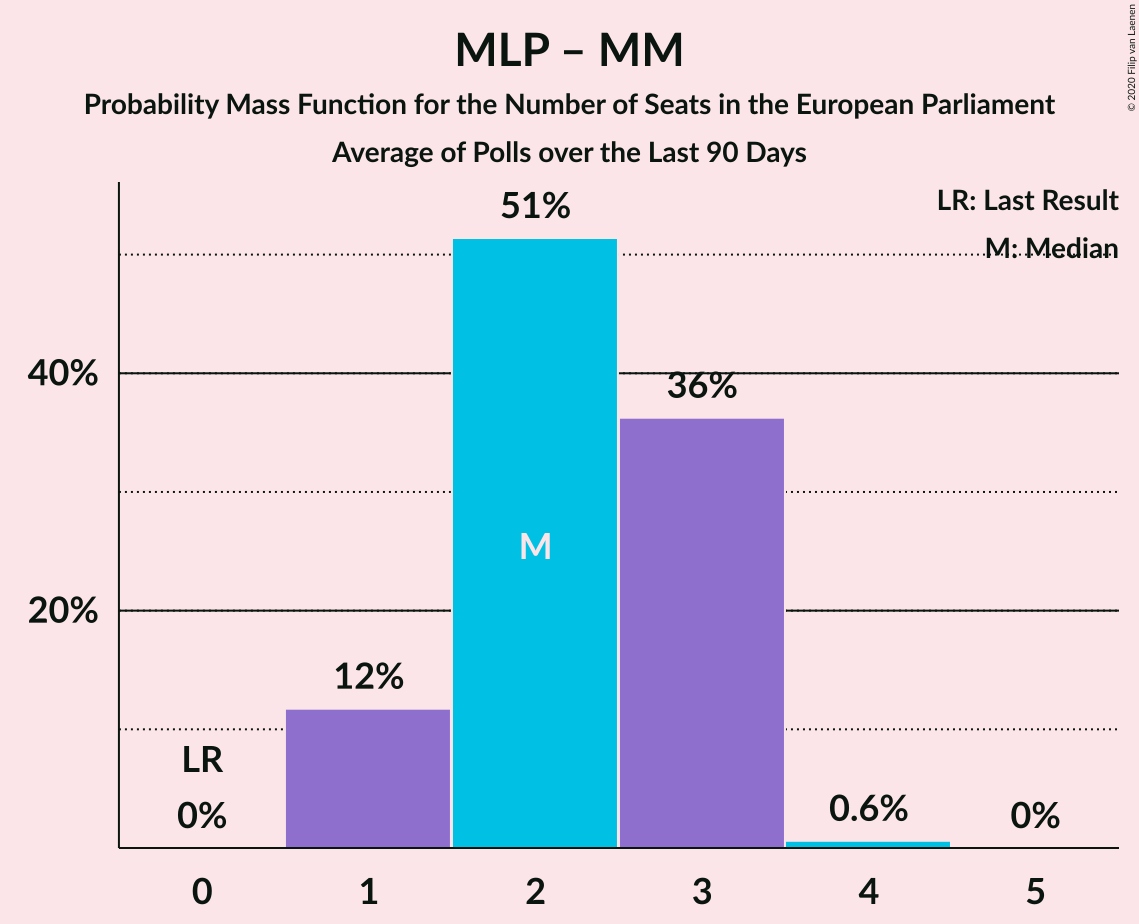 MLP – MM
Probability Mass Function for the Number of Seats in the European Parliament
Average of Polls over the Last 90 Days
© 2020 Filip van Laenen
LR: Last Result
M: Median
51%
40%
36%
M
20%
12%
LR
0%
0.6%
0%
0 1 2 3 4 5